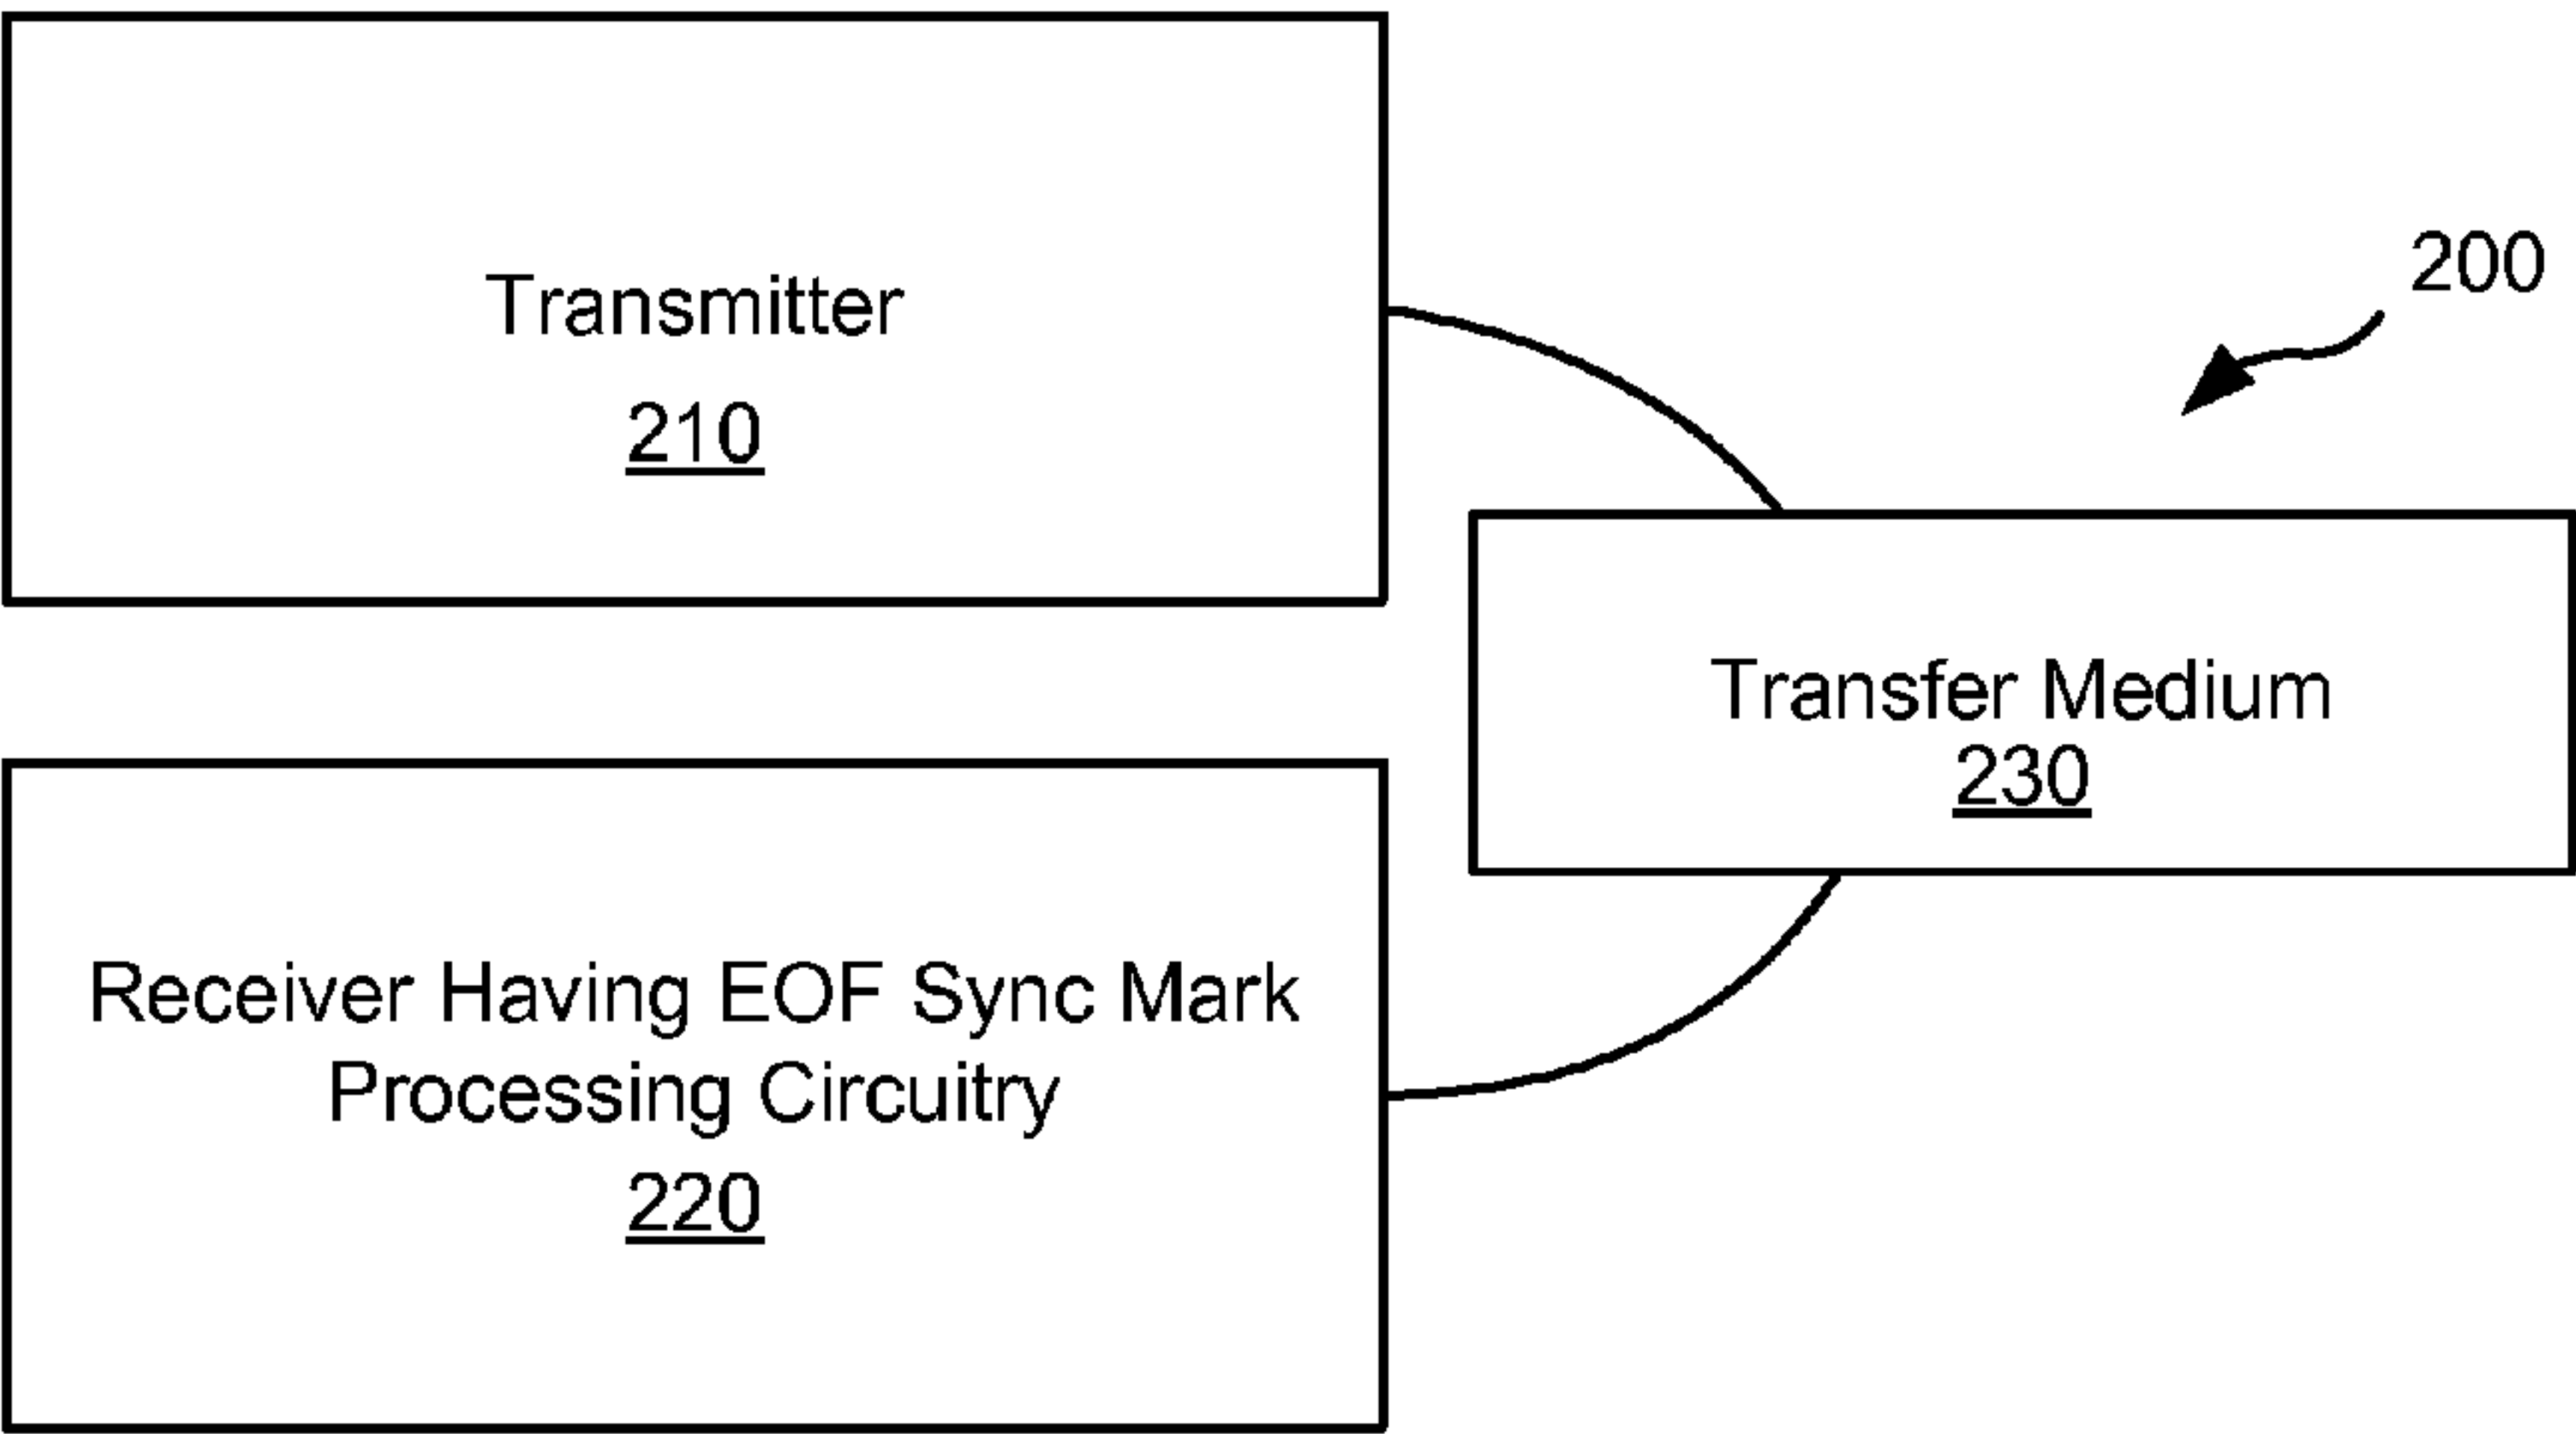 Transmitter
210
200
Transfer Medium
230
Receiver Having EOF Sync Mark
Processing Circuitry
220